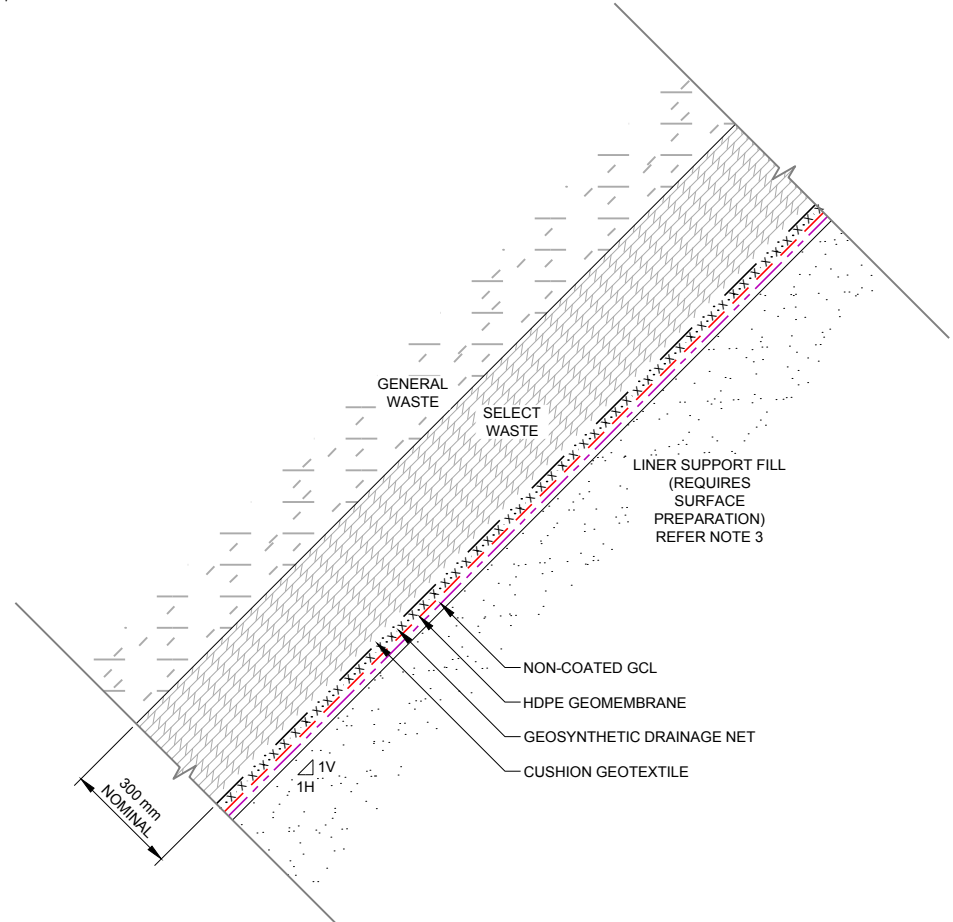 GENERAL
WASTE
SELECT
WASTE
LINER SUPPORT FILL
(REQUIRES
SURFACE
PREPARATION)
REFER NOTE 3
NON-COATED GCL
HDPE GEOMEMBRANE
GEOSYNTHETIC DRAINAGE NET
CUSHION GEOTEXTILE
1V
1H
300 mm
NOMINAL